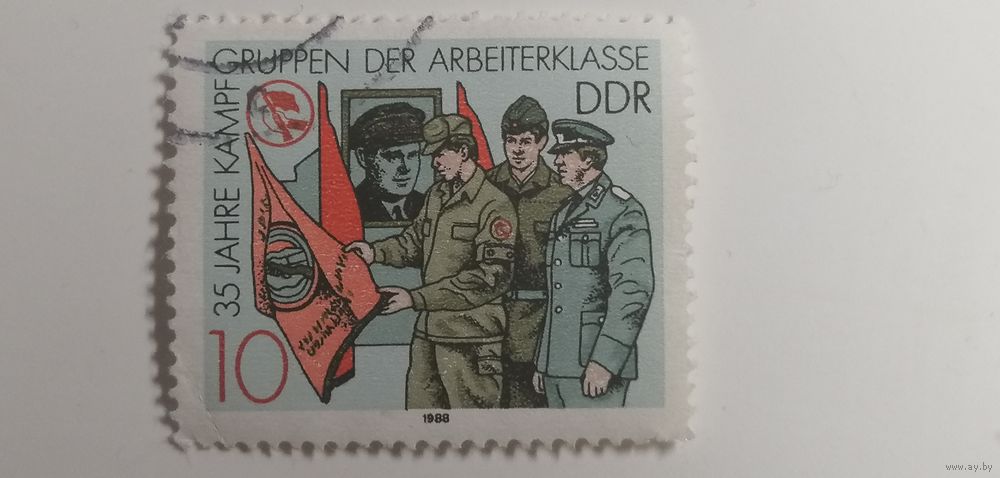 35 JAHRE KAMPF
GRUPPEN DER ARBEITERKLASSE
DDR
10
1988
www.ay.by